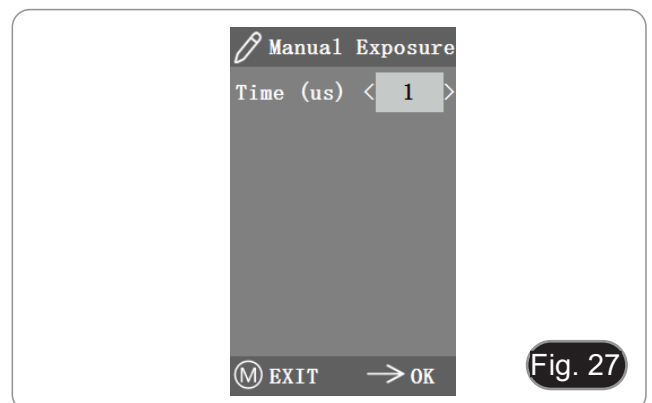 Manual Exposure
Time (us) < 1 >
Ⓜ EXIT → OK
Fig. 27